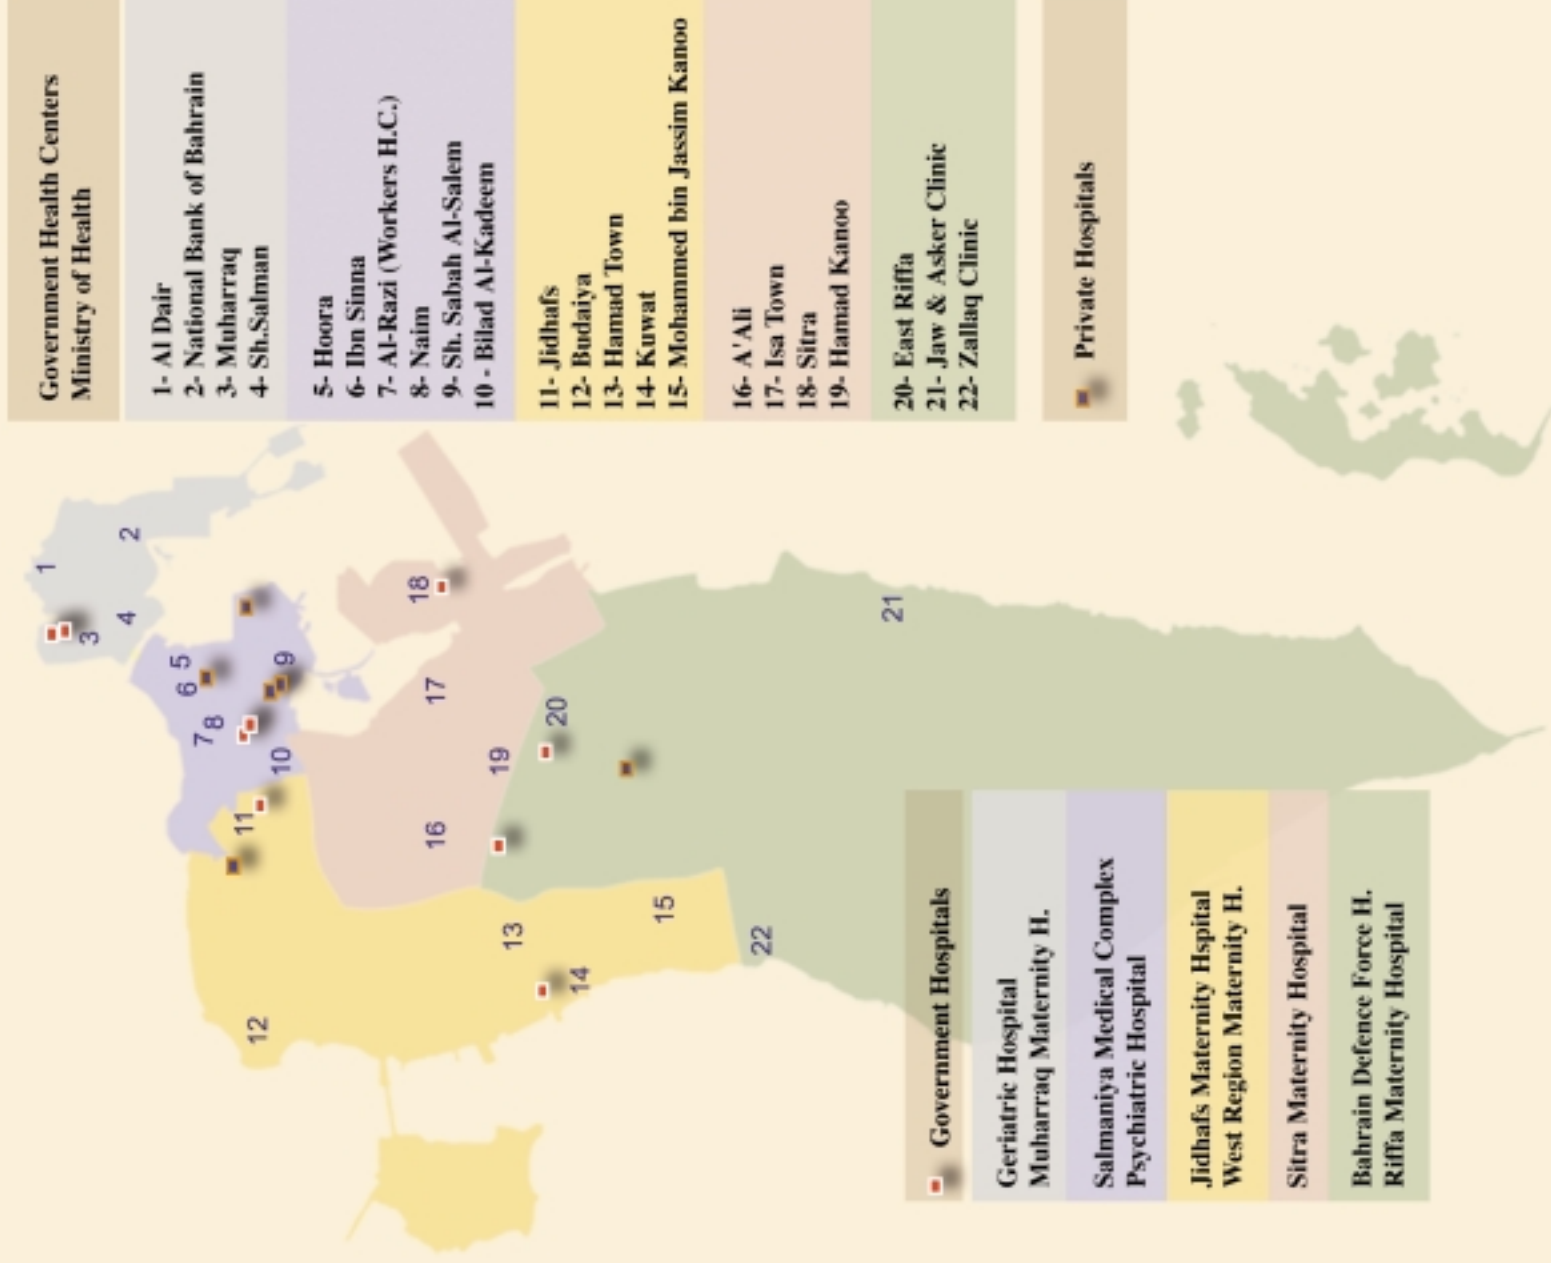 Government Health Centers
Ministry of Health
1- Al Dair
2- National Bank of Bahrain
3- Muharraq
4- Sh.Salman
5- Hoora
6- Ibn Sinna
7- Al-Razi (Workers H.C.)
8- Naim
9- Sh. Sabah Al-Salem
10 - Bilad Al-Kadeem
11- Jidhafs
12- Budaiya
13- Hamad Town
14- Kuwat
15- Mohammed bin Jassim Kanoo
16- A'Ali
17- Isa Town
18- Sitra
19- Hamad Kanoo
20- East Riffa
21- Jaw & Asker Clinic
22- Zallaq Clinic
Private Hospitals
1
2
3
4
5
6
7
8
9
10
11
12
13
14
15
16
17
18
19
20
21
22
Government Hospitals
Geriatric Hospital
Muharraq Maternity H.
Salmaniya Medical Complex
Psychiatric Hospital
Jidhafs Maternity Hspital
West Region Maternity H.
Sitra Maternity Hospital
Bahrain Defence Force H.
Riffa Maternity Hospital